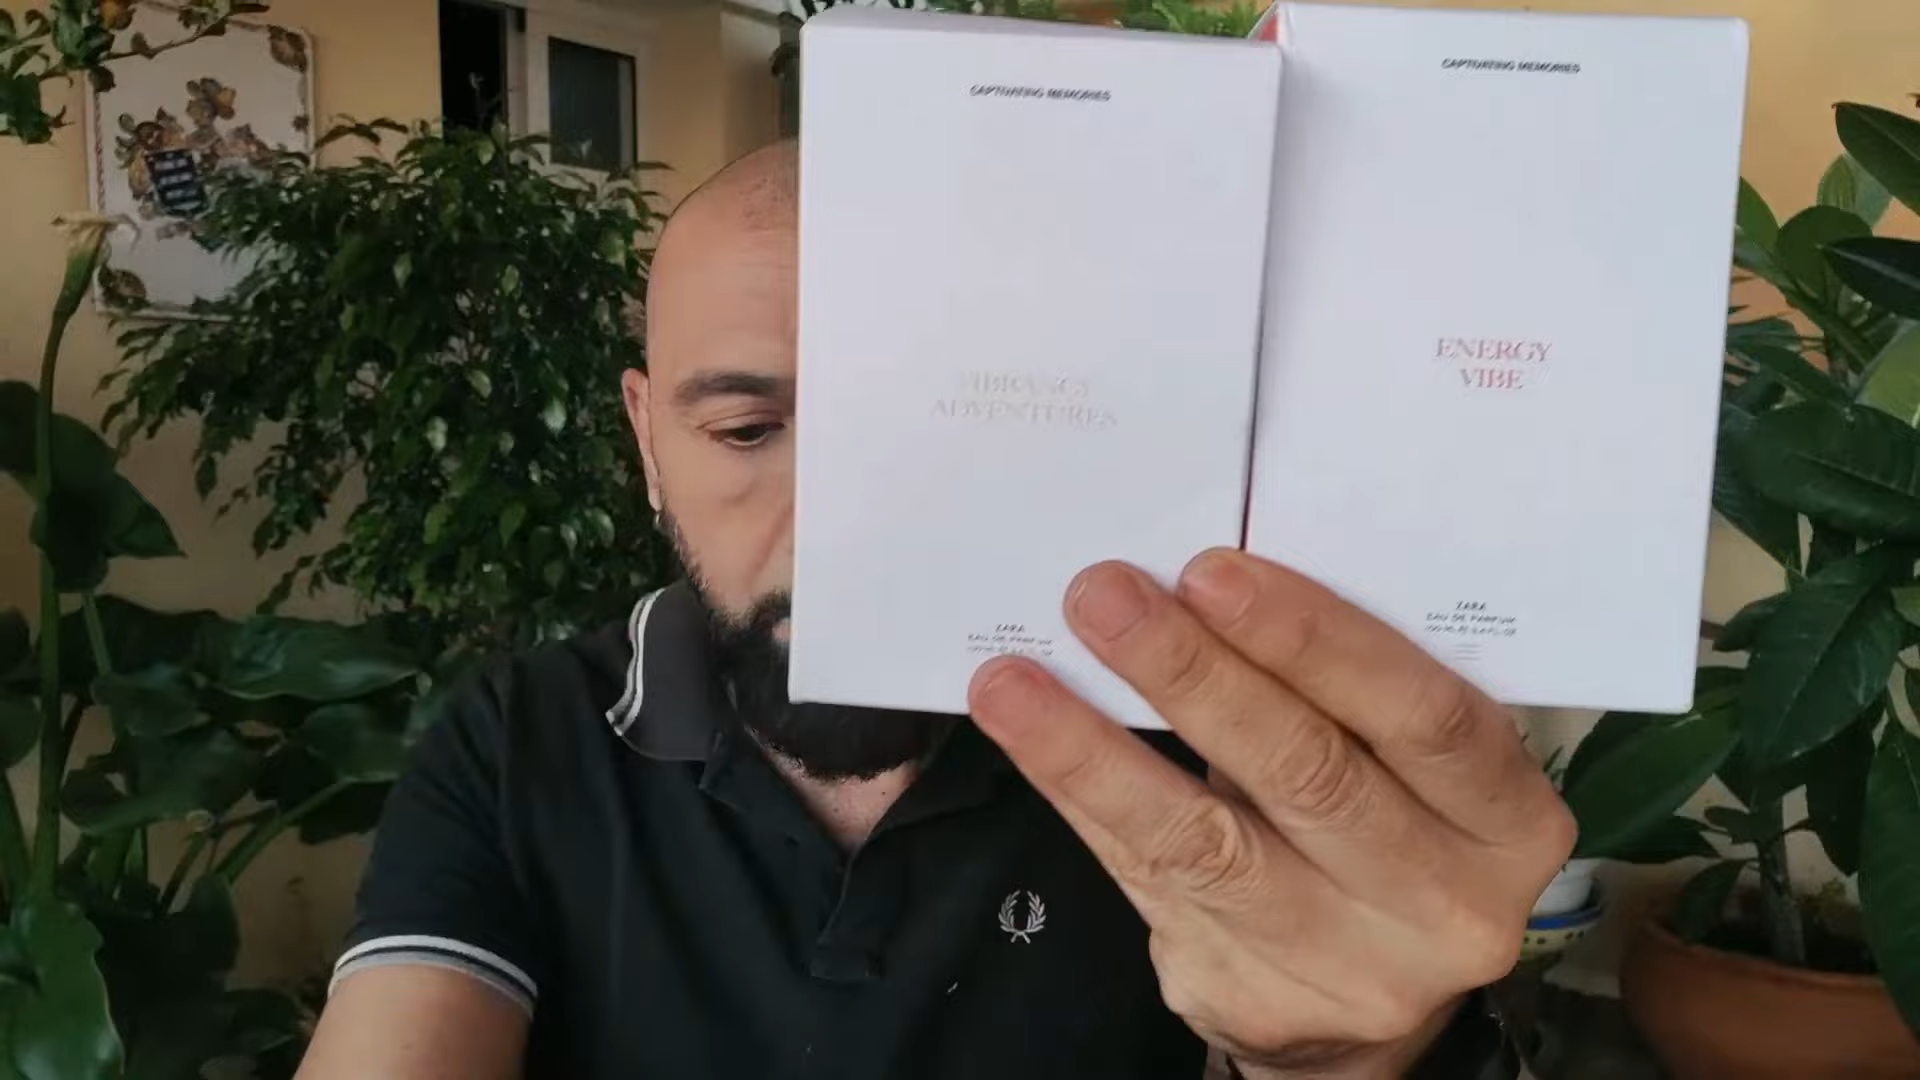 CAPTIVATING MEMORIES
VIBRANCY
ADVENTURES
ZARA
EAU DE PARFUM
CAPTIVATING MEMORIES
ENERGY
VIBE
ZARA
EAU DE PARFUM